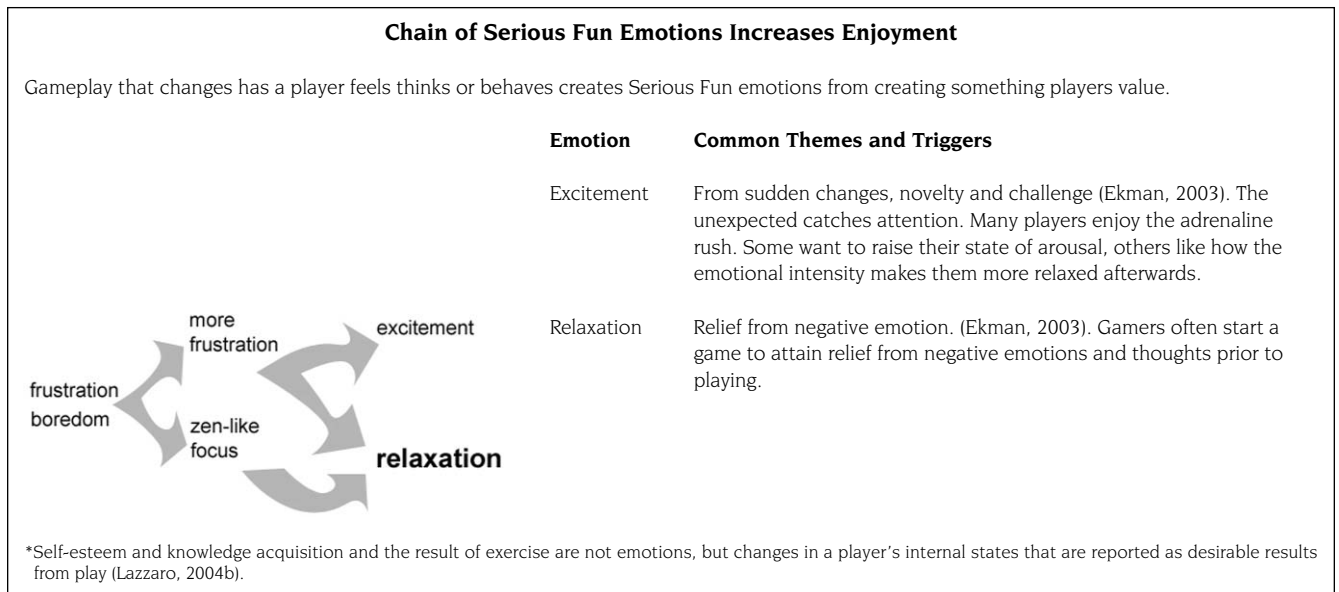 Chain of Serious Fun Emotions Increases Enjoyment
Gameplay that changes has a player feels thinks or behaves creates Serious Fun emotions from creating something players value.
Emotion Common Themes and Triggers
Excitement From sudden changes, novelty and challenge (Ekman, 2003). The
unexpected catches attention. Many players enjoy the adrenaline
rush. Some want to raise their state of arousal, others like how the
emotional intensity makes them more relaxed afterwards.
Relaxation Relief from negative emotion. (Ekman, 2003). Gamers often start a
game to attain relief from negative emotions and thoughts prior to
playing.
frustration
boredom
more
frustration
zen-like
focus
excitement
relaxation
*Self-esteem and knowledge acquisition and the result of exercise are not emotions, but changes in a player's internal states that are reported as desirable results
from play (Lazzaro, 2004b).